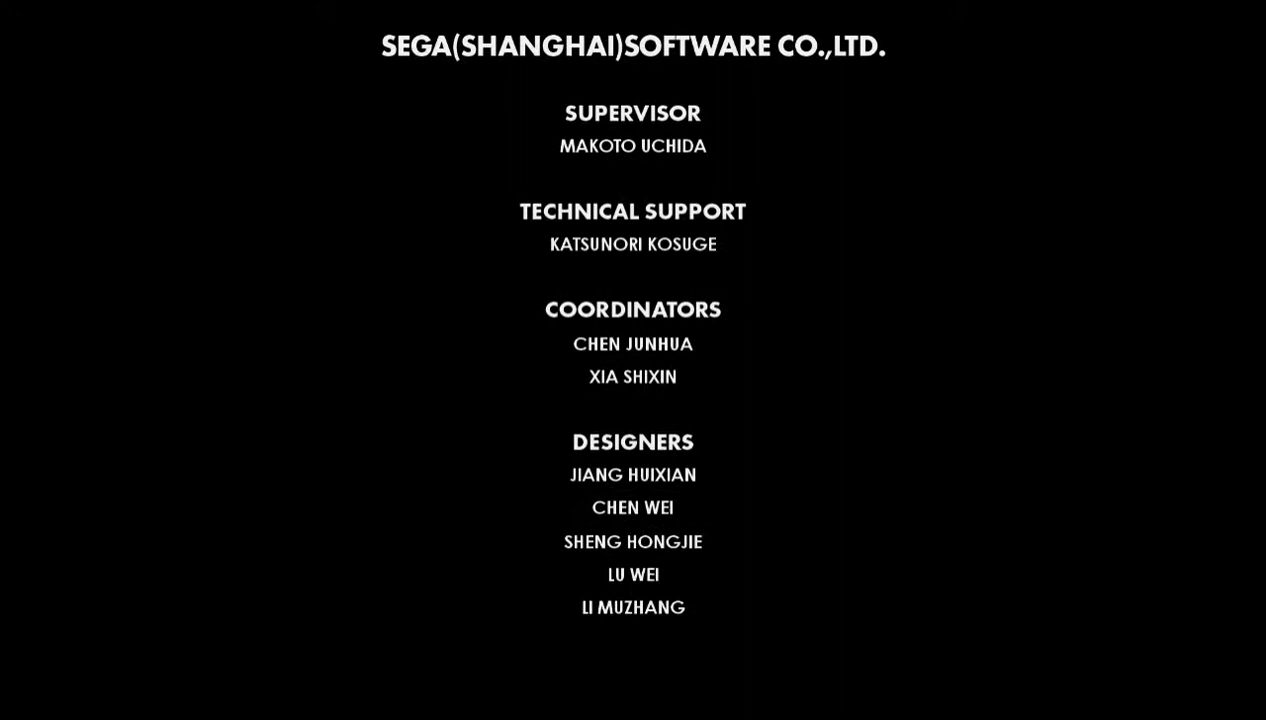 SEGA(SHANGHAI)SOFTWARE CO.,LTD.
SUPERVISOR
MAKOTO UCHIDA
TECHNICAL SUPPORT
KATSUNORI KOSUGE
COORDINATORS
CHEN JUNHUA
XIA SHIXIN
DESIGNERS
JIANG HUIXIAN
CHEN WEI
SHENG HONGJIE
LU WEI
LI MUZHANG